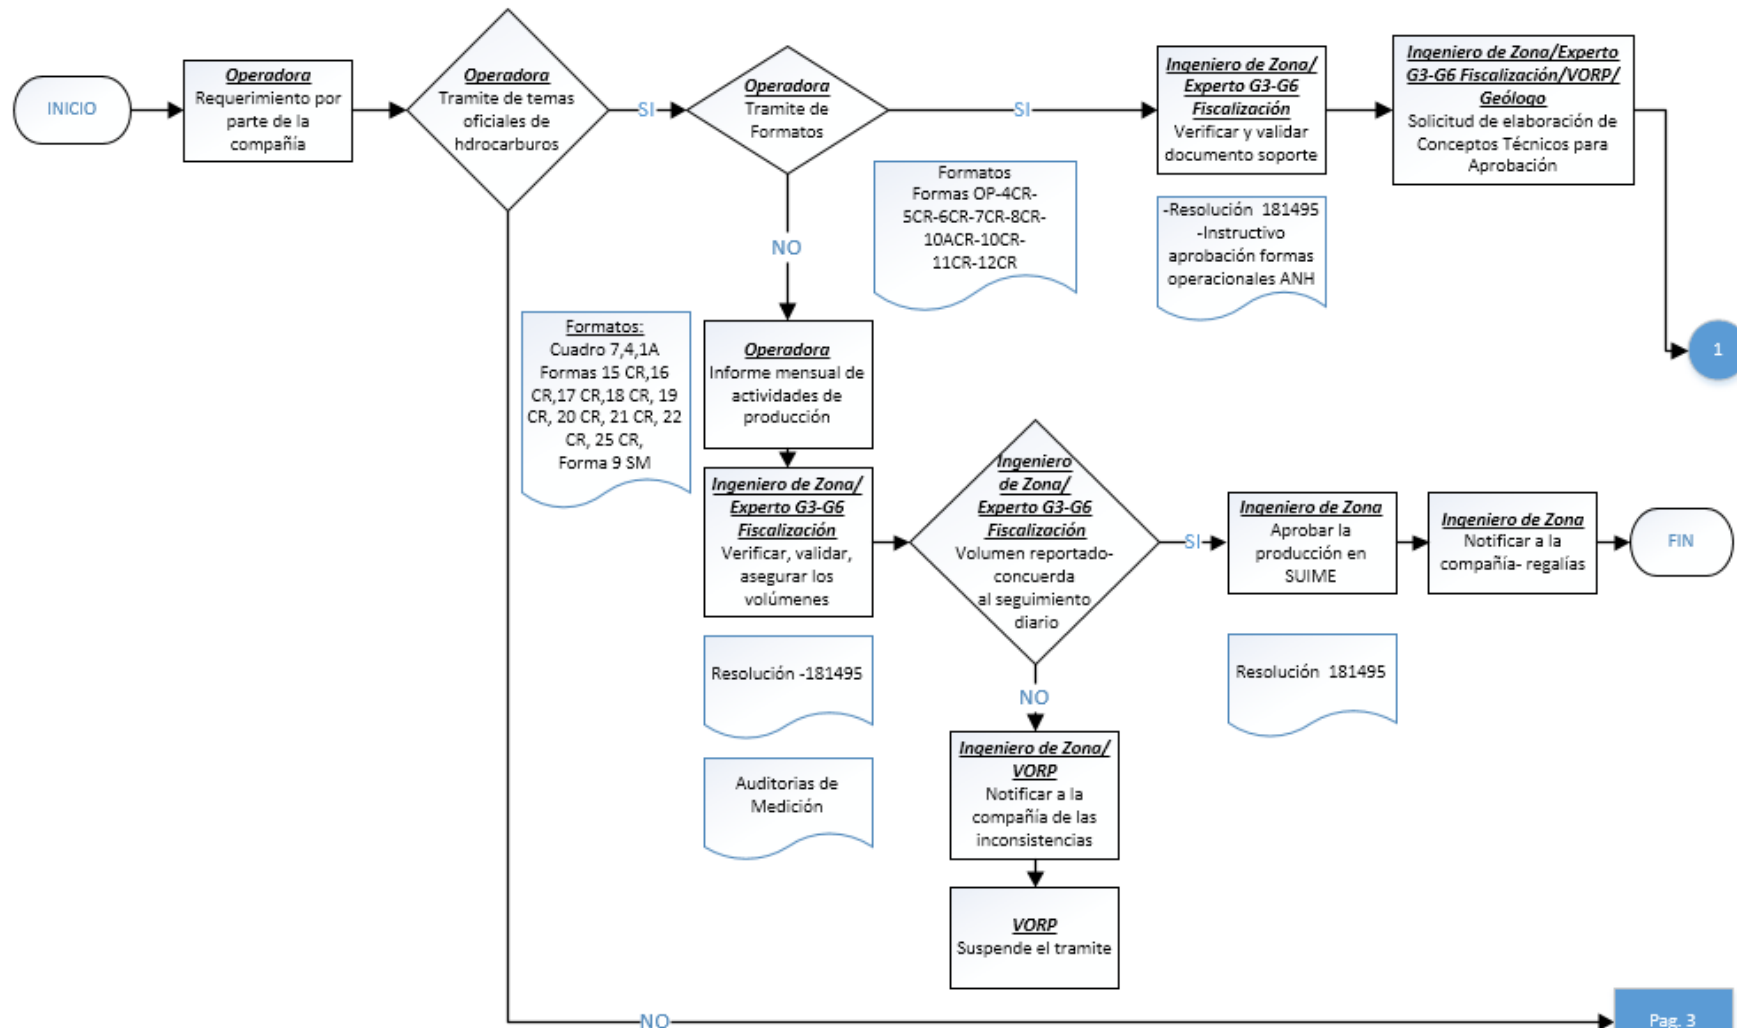 INICIO
Operadora
Requerimiento por
parte de la
compañía
Operadora
Tramite de temas
oficiales de
hdrocarburos
SI
Operadora
Tramite de
Formatos
SI
Ingeniero de Zona/
Experto G3-G6
Fiscalización
Verificar y validar
documento soporte
Ingeniero de Zona/Experto
G3-G6 Fiscalización/VORP/
Geólogo
Solicitud de elaboración de
Conceptos Técnicos para
Aprobación
Formatos
Formas OP-4CR-
5CR-6CR-7CR-8CR-
10ACR-10CR-
11CR-12CR
-Resolución 181495
-Instructivo
aprobación formas
operacionales ANH
NO
1
Formatos:
Cuadro 7,4,1A
Formas 15 CR,16
CR,17 CR,18 CR, 19
CR, 20 CR, 21 CR, 22
CR, 25 CR,
Forma 9 SM
Operadora
Informe mensual de
actividades de
producción
Ingeniero de Zona/
Experto G3-G6
Fiscalización
Verificar, validar,
asegurar los
volúmenes
Ingeniero
de Zona/
Experto G3-G6
Fiscalización
Volumen reportado-
concuerda
al seguimiento
diario
SI
Ingeniero de Zona
Aprobar la
producción en
SUIME
Ingeniero de Zona
Notificar a la
compañía- regalías
FIN
Resolución -181495
NO
Resolución 181495
Auditorias de
Medición
Ingeniero de Zona/
VORP
Notificar a la
compañía de las
inconsistencias
VORP
Suspende el tramite
NO
Pag. 3